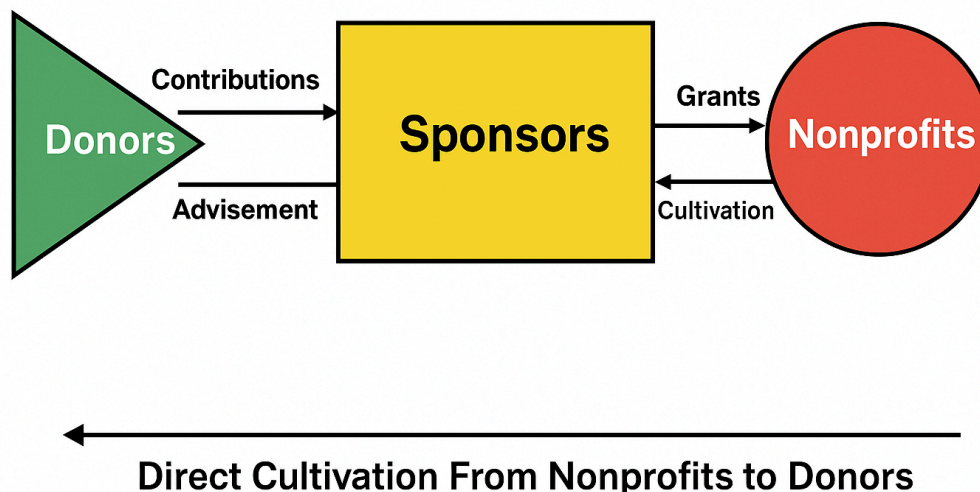 Contributions
Donors
Advisement
Sponsors
Grants
Cultivation
Nonprofits
Direct Cultivation From Nonprofits to Donors